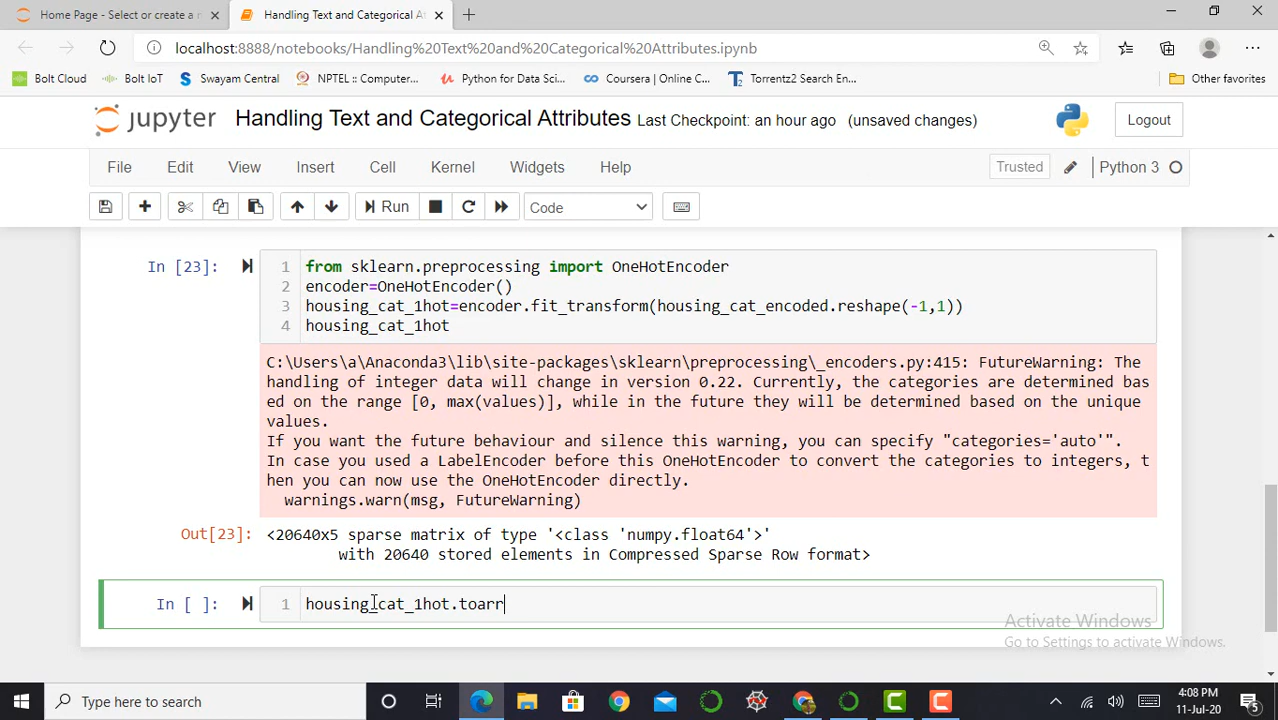 Home Page - Select or create a n
Handling Text and Categorical At
localhost:8888/notebooks/Handling%20Text%20and%20Categorical%20Attributes.ipynb
Bolt Cloud
Bolt IoT
Swayam Central
NPTEL :: Computer...
Python for Data Sci...
Coursera | Online C...
Torrentz2 Search En...
Other favorites
jupyter Handling Text and Categorical Attributes Last Checkpoint: an hour ago (unsaved changes)
Logout
File Edit View Insert Cell Kernel Widgets Help
Trusted
Python 3
Run
Code
In [23]:
1 from sklearn.preprocessing import OneHotEncoder
2 encoder=OneHotEncoder()
3 housing_cat_1hot=encoder.fit_transform(housing_cat_encoded.reshape(-1,1))
4 housing_cat_1hot
C:\Users\a\Anaconda3\lib\site-packages\sklearn\preprocessing\_encoders.py:415: FutureWarning: The
handling of integer data will change in version 0.22. Currently, the categories are determined bas
ed on the range [0, max(values)], while in the future they will be determined based on the unique
values.
If you want the future behaviour and silence this warning, you can specify "categories='auto'".
In case you used a LabelEncoder before this OneHotEncoder to convert the categories to integers, t
hen you can now use the OneHotEncoder directly.
warnings.warn(msg, FutureWarning)
Out[23]: <20640x5 sparse matrix of type '<class 'numpy.float64'>'
with 20640 stored elements in Compressed Sparse Row format>
In [ ]:
1 housing_cat_1hot.toarr
Activate Windows
Go to Settings to activate Windows.
Type here to search
4:08 PM
11-Jul-20
5